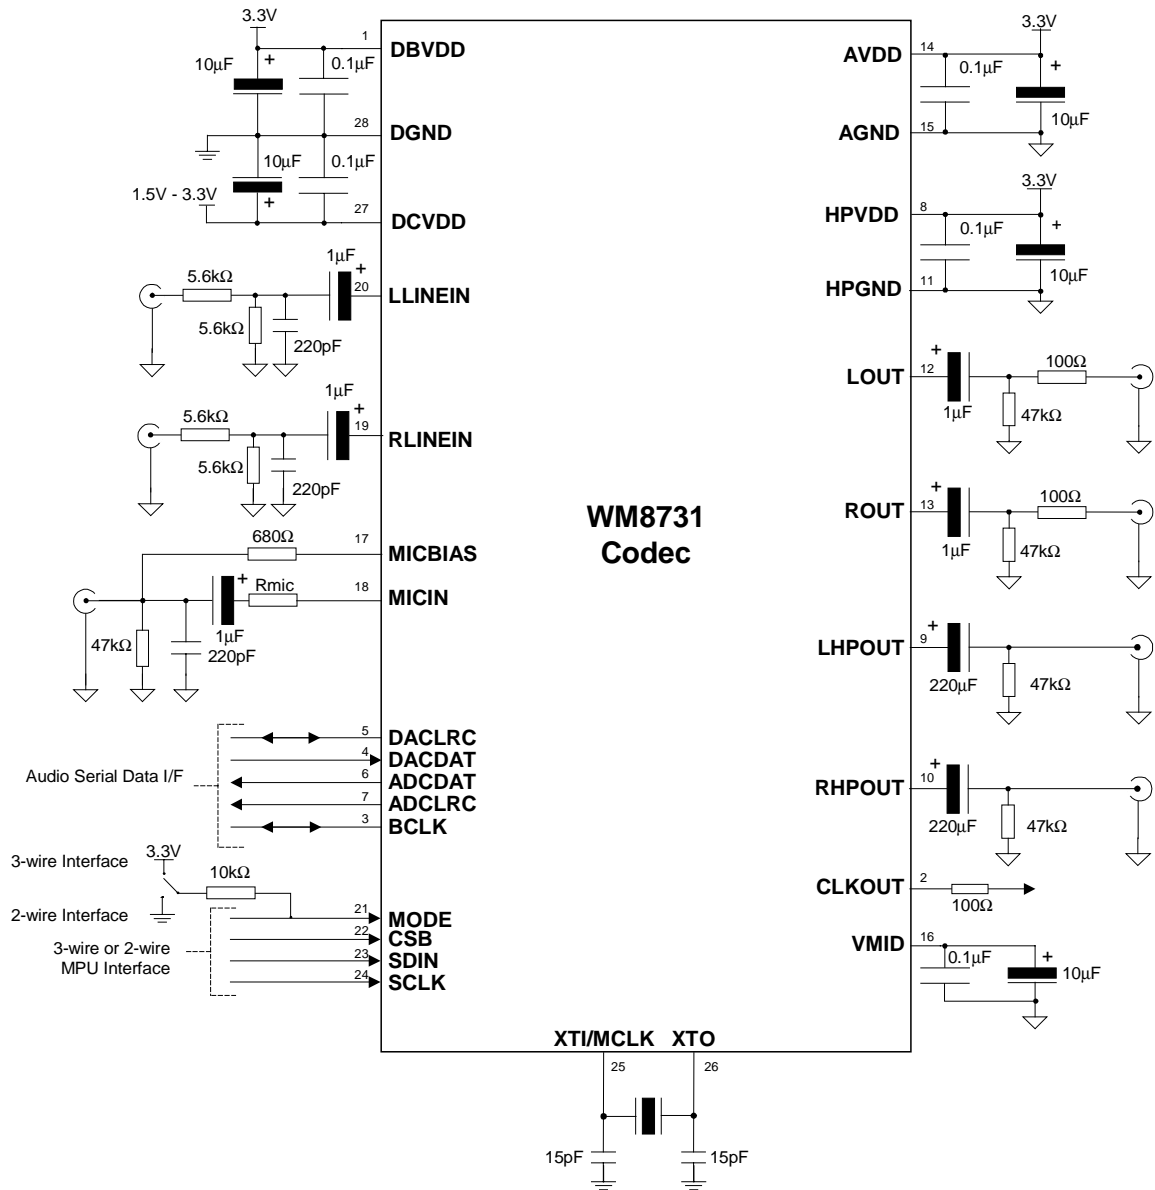 3.3V
1
DBVDD
10µF
+
0.1µF
28
DGND
10µF
0.1µF
+
1.5V - 3.3V
27
DCVDD
1µF
+
5.6kΩ
20
LLINEIN
5.6kΩ
220pF
1µF
+
5.6kΩ
19
RLINEIN
5.6kΩ
220pF
680Ω
17
MICBIAS
+
Rmic
18
MICIN
47kΩ
1µF
220pF
Audio Serial Data I/F
5
DACLRC
4
DACDAT
6
ADCDAT
7
ADCLRC
3
BCLK
3-wire Interface
3.3V
10kΩ
2-wire Interface
21
MODE
3-wire or 2-wire
MPU Interface
22
CSB
23
SDIN
24
SCLK
WM8731
Codec
3.3V
AVDD
14
0.1µF
+
10µF
AGND
15
3.3V
HPVDD
8
0.1µF
+
10µF
HPGND
11
LOUT
+
12
1µF
100Ω
47kΩ
ROUT
+
13
1µF
100Ω
47kΩ
LHPOUT
+
9
220µF
47kΩ
RHPOUT
+
10
220µF
47kΩ
CLKOUT
2
100Ω
VMID
16
0.1µF
+
10µF
XTI/MCLK
XTO
25
26
15pF
15pF